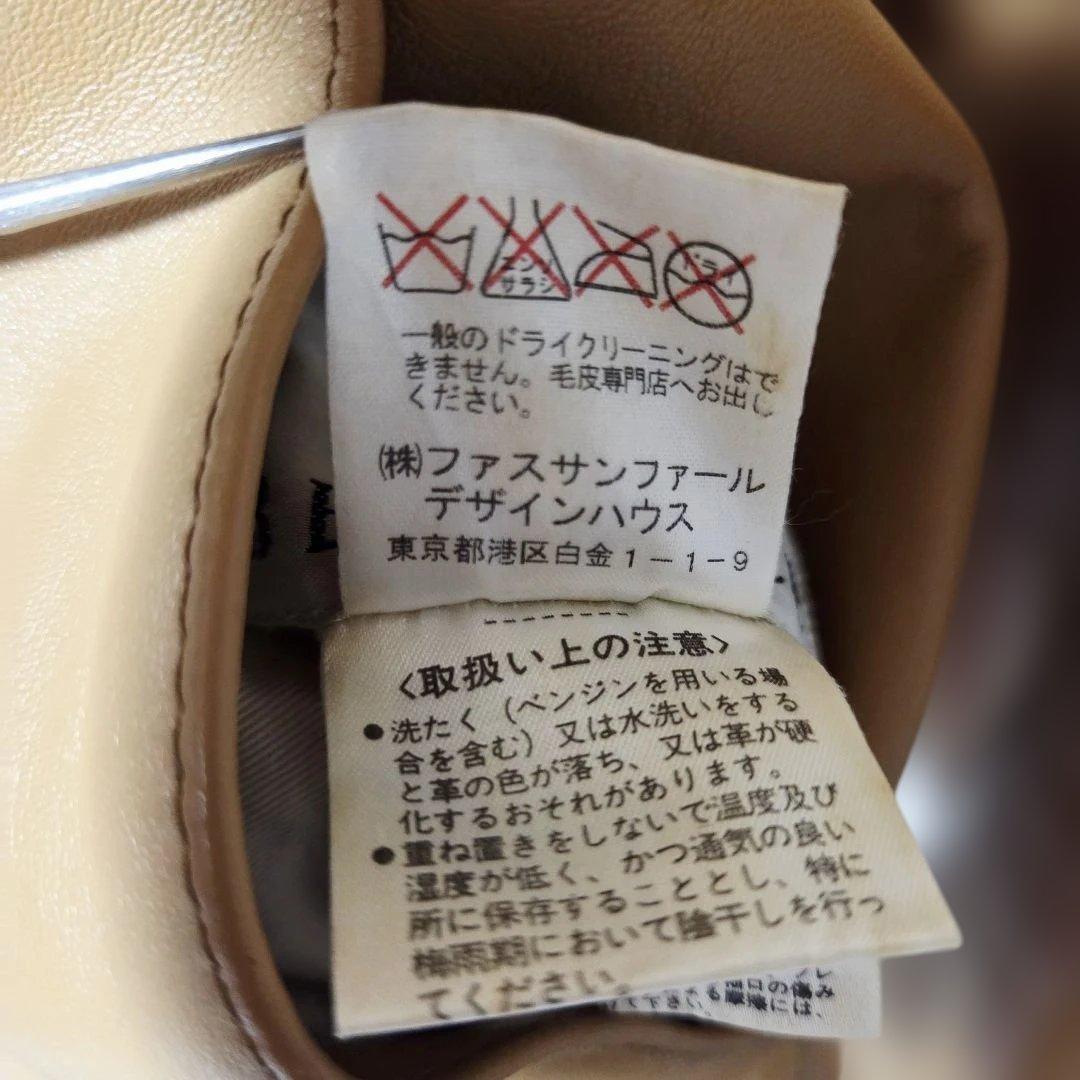 エンソ
サラシ
ドライ
一般のドライクリーニングはで
きません。毛皮専門店へお出し
ください。
㈱ファスサンファール
デザインハウス
東京都港区白金1-1-9
<取扱い上の注意>
●洗たく(ベンジンを用いる場
合を含む)又は水洗いをする
と革の色が落ち、又は革が硬
化するおそれがあります。
●重ね置きをしないで温度及び
湿度が低く、かつ通気の良い
所に保存することとし、特に
梅雨期において陰干しを行っ
てください。